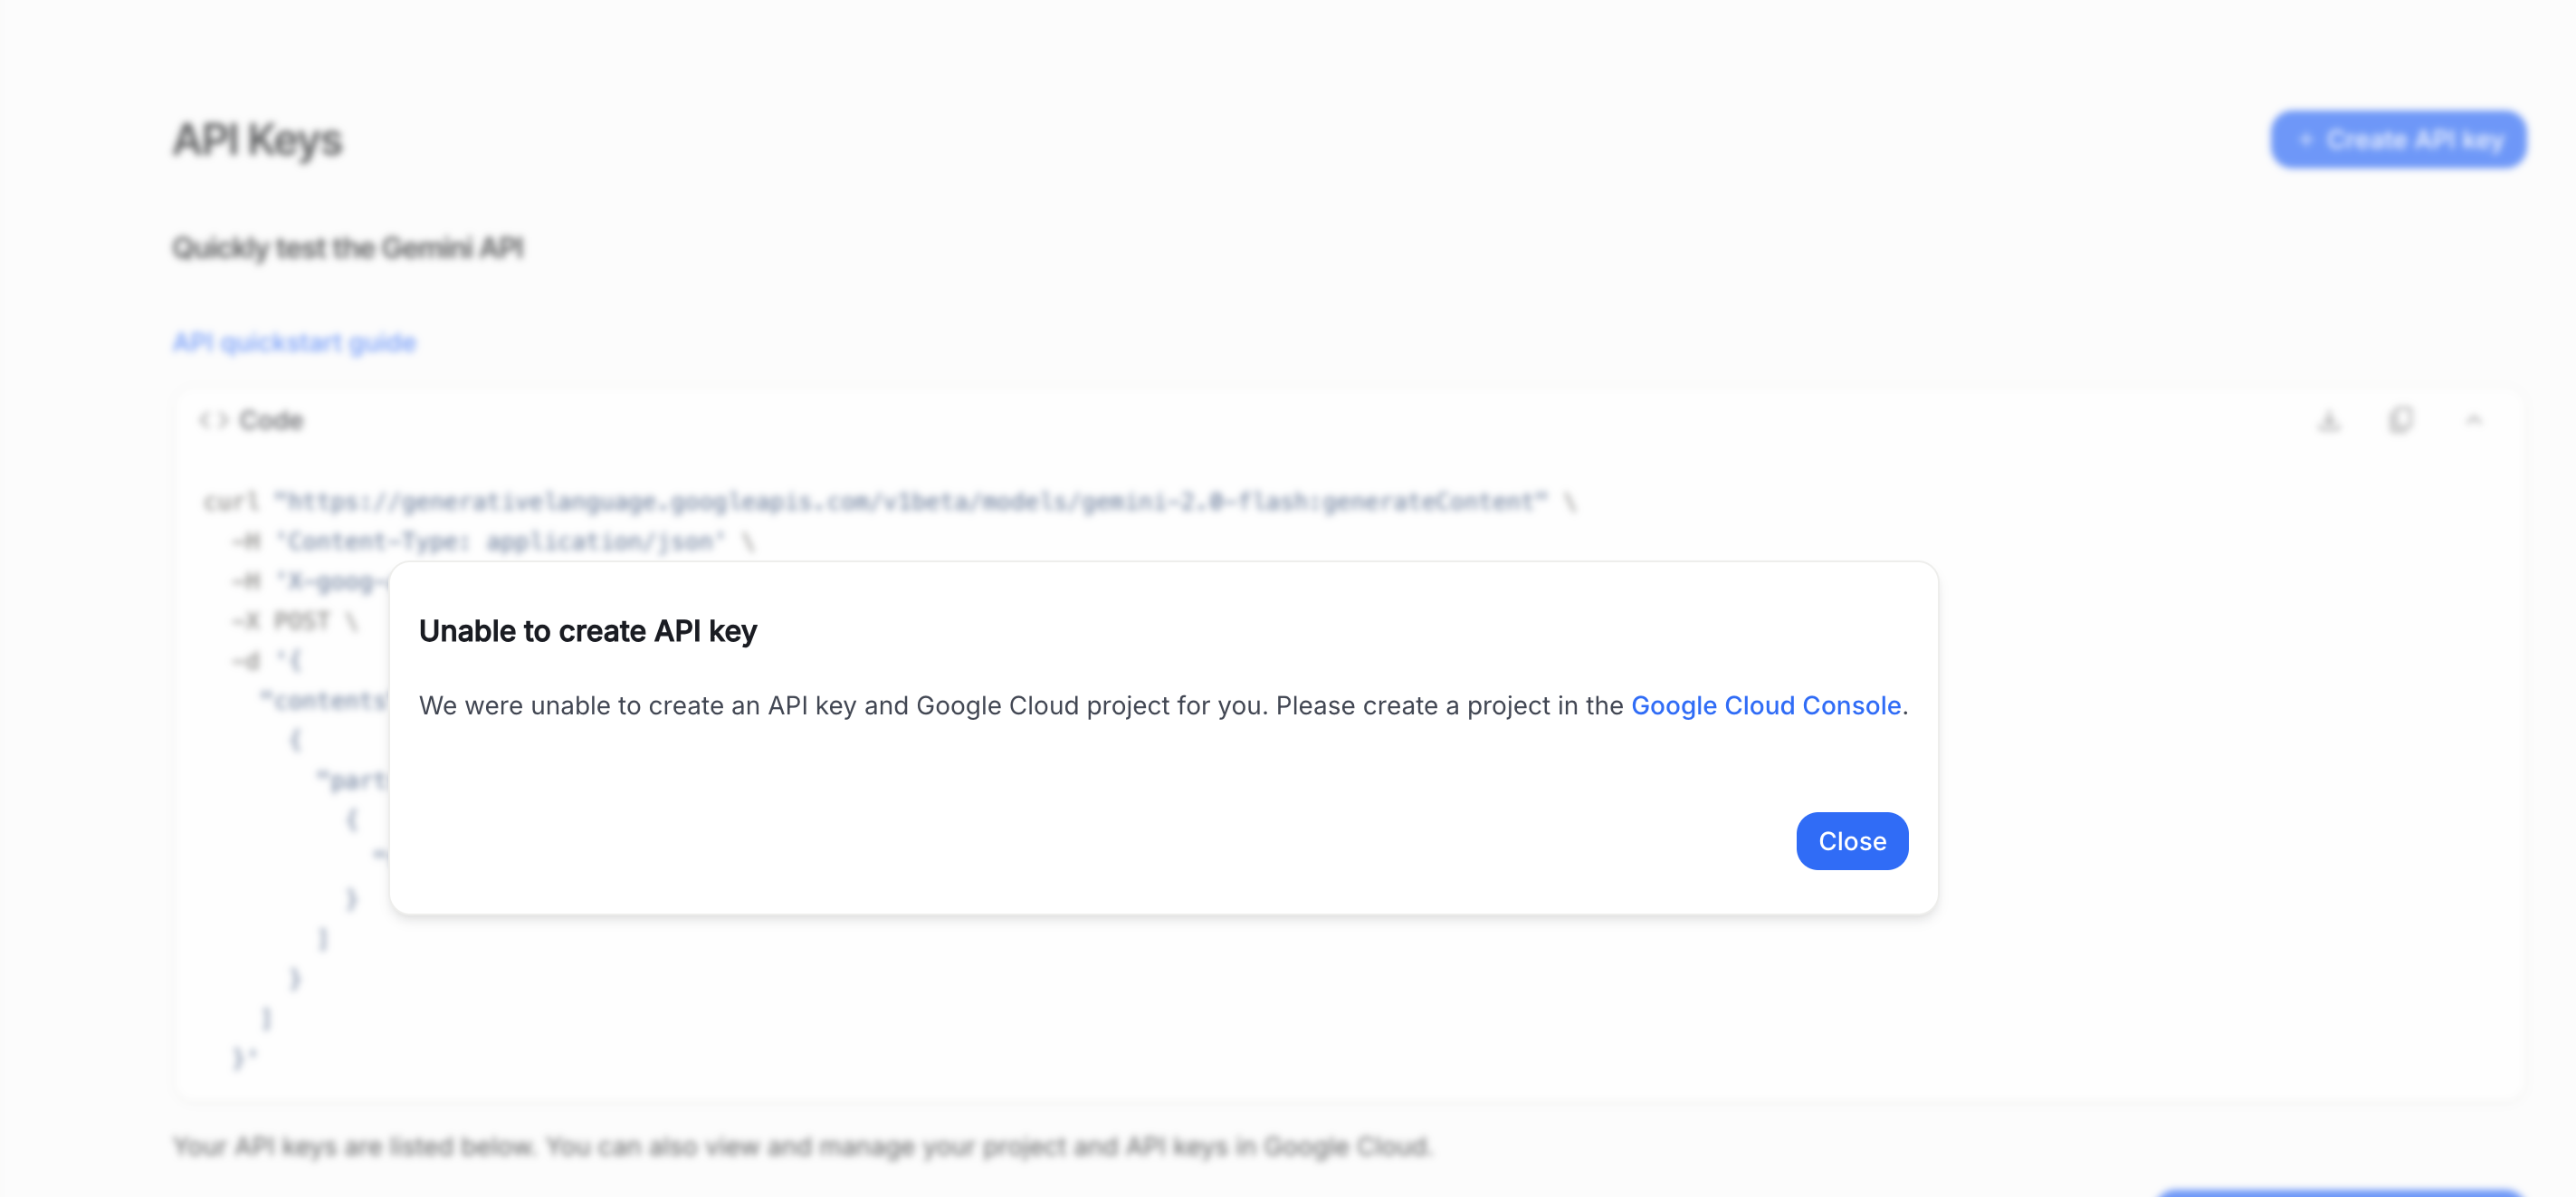 API Keys
+ Create API key
Quickly test the Gemini API
API quickstart guide
<> Code
curl "https://generativelanguage.googleapis.com/v1beta/models/gemini-2.0-flash:generateContent" \
-H 'Content-Type: application/json' \
-H 'X-goog-
-X POST \
-d '{
"contents
{
"part
{
"
}
]
}
]
}'
Unable to create API key
We were unable to create an API key and Google Cloud project for you. Please create a project in the Google Cloud Console.
Close
Your API keys are listed below. You can also view and manage your project and API keys in Google Cloud.